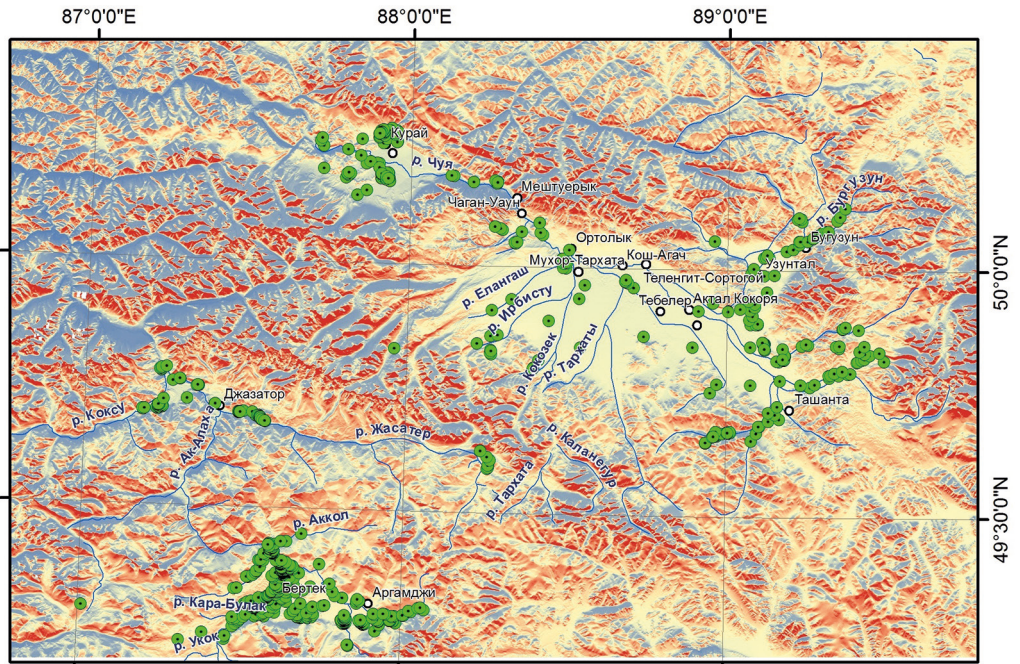 87°0'0"E
88°0'0"E
89°0'0"E
Курай
р. Чуя
Мештуерык
Чаган-Уаун
р. Бургузун
Бугузун
Ортолык
Мухор-Тархата
Кош-Агач
Узунтал
50°0'0"N
Теленгит-Сортогой
р. Елангаш
р. Ирбисту
Тебелер
Актал
Кокоря
р. Кокозек
р. Тархаты
Джазатор
Ташанта
р. Коксу
р. Ак-Алаха
р. Жасатер
р. Каланегур
р. Тархата
49°30'0"N
р. Аккол
Бертек
Аргамджи
р. Кара-Булак
р. Укок